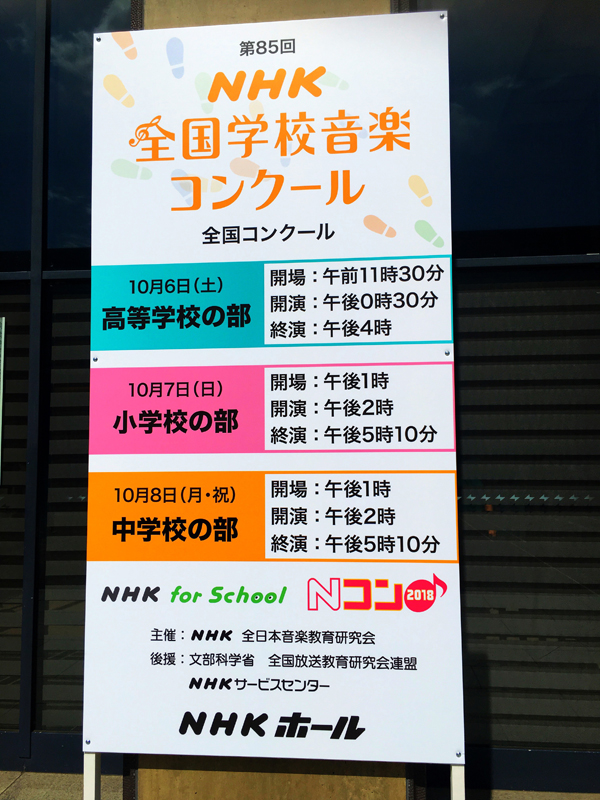 第85回
NHK
全国学校音楽
コンクール
全国コンクール
10月6日(土)
高等学校の部
開場：午前11時30分
開演：午後0時30分
終演：午後4時
10月7日(日)
小学校の部
開場：午後1時
開演：午後2時
終演：午後5時10分
10月8日(月・祝)
中学校の部
開場：午後1時
開演：午後2時
終演：午後5時10分
NHK for School
Nコン2018
主催：NHK 全日本音楽教育研究会
後援：文部科学省 全国放送教育研究会連盟
NHKサービスセンター
NHKホール